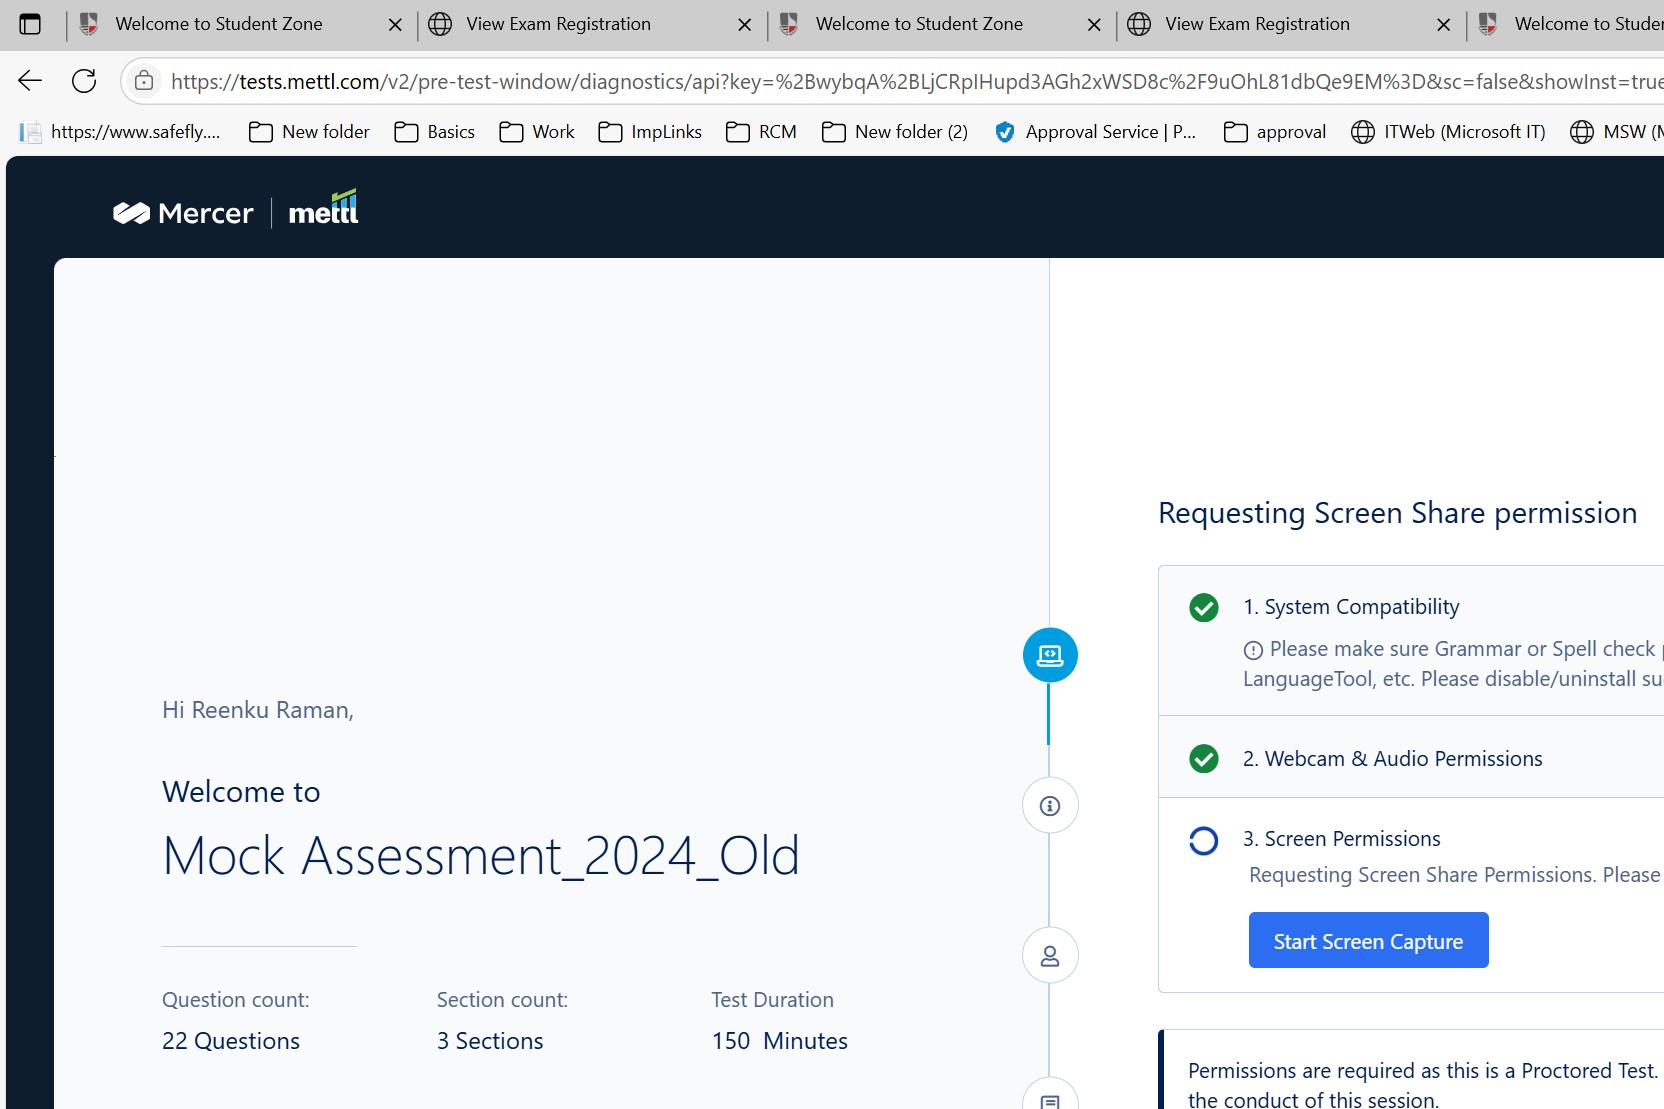 Welcome to Student Zone
View Exam Registration
Welcome to Student Zone
View Exam Registration
Welcome to
https://tests.mettl.com/v2/pre-test-window/diagnostics/api?key=%2BwybqA%2BLjCRpIHupd3AGh2xWSD8c%2F9uOhL81dbQe9EM%3D&sc=false&showInst=true
https://www.safefly....
New folder
Basics
Work
ImpLinks
RCM
New folder (2)
Approval Service | P...
approval
ITWeb (Microsoft IT)
MSW
Mercer
mettl
Requesting Screen Share permission
1. System Compatibility
Please make sure Grammar or Spell check
LanguageTool, etc. Please disable/uninstall
Hi Reenku Raman,
2. Webcam & Audio Permissions
Welcome to
Mock Assessment_2024_Old
3. Screen Permissions
Requesting Screen Share Permissions. Please
Start Screen Capture
Question count:
22 Questions
Section count:
3 Sections
Test Duration
150 Minutes
Permissions are required as this is a Proctored Test.
the conduct of this session.